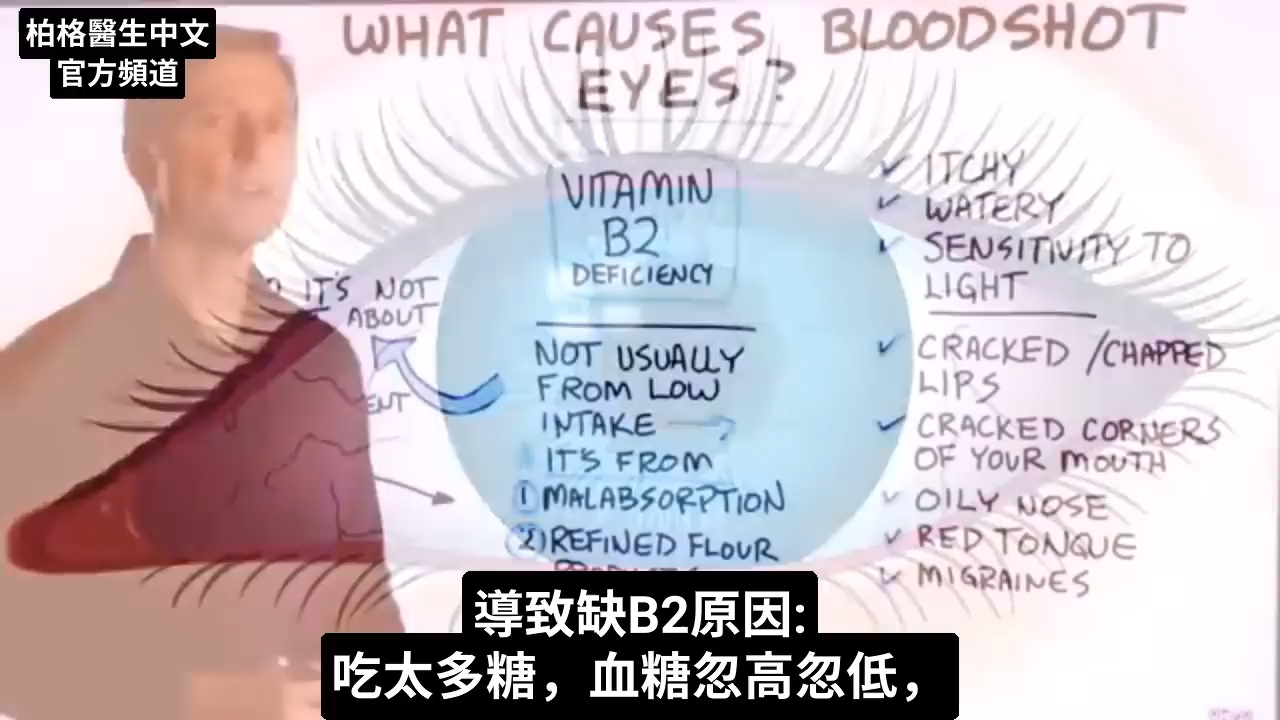 柏格醫生中文
官方頻道
WHAT CAUSES BLOODSHOT
EYES?
VITAMIN
B2
DEFICIENCY
IT'S NOT
ABOUT
NOT USUALLY
FROM LOW
INTAKE
IT'S FROM
① MALABSORPTION
② REFINED FLOUR
✓ ITCHY
✓ WATERY
✓ SENSITIVITY TO
LIGHT
✓ CRACKED /CHAPPED
LIPS
✓ CRACKED CORNERS
OF YOUR MOUTH
✓ OILY NOSE
✓ RED TONQUE
✓ MIGRAINES
導致缺B2原因:
吃太多糖，血糖忽高忽低，